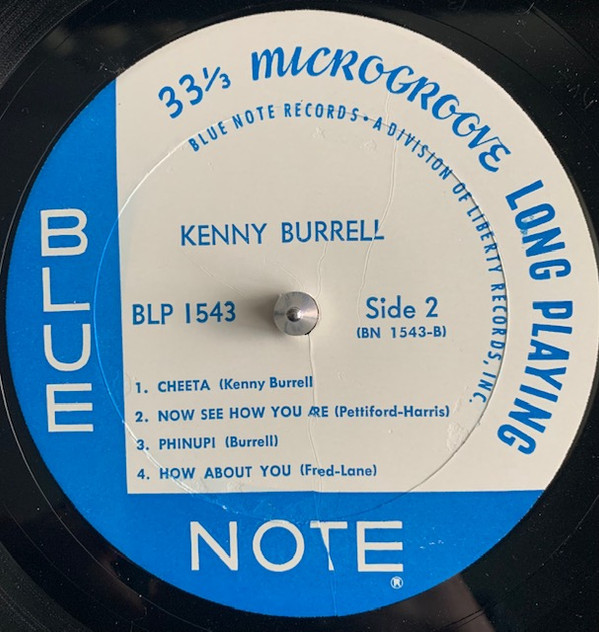 33⅓ MICROGROOVE LONG PLAYING
BLUE NOTE RECORDS • A DIVISION OF LIBERTY RECORDS, INC.
KENNY BURRELL
BLP 1543
Side 2
(BN 1543-B)
1. CHEETA (Kenny Burrell
2. NOW SEE HOW YOU ARE (Pettiford-Harris)
3. PHINUPI (Burrell)
4. HOW ABOUT YOU (Fred-Lane)
BLUE
NOTE
®